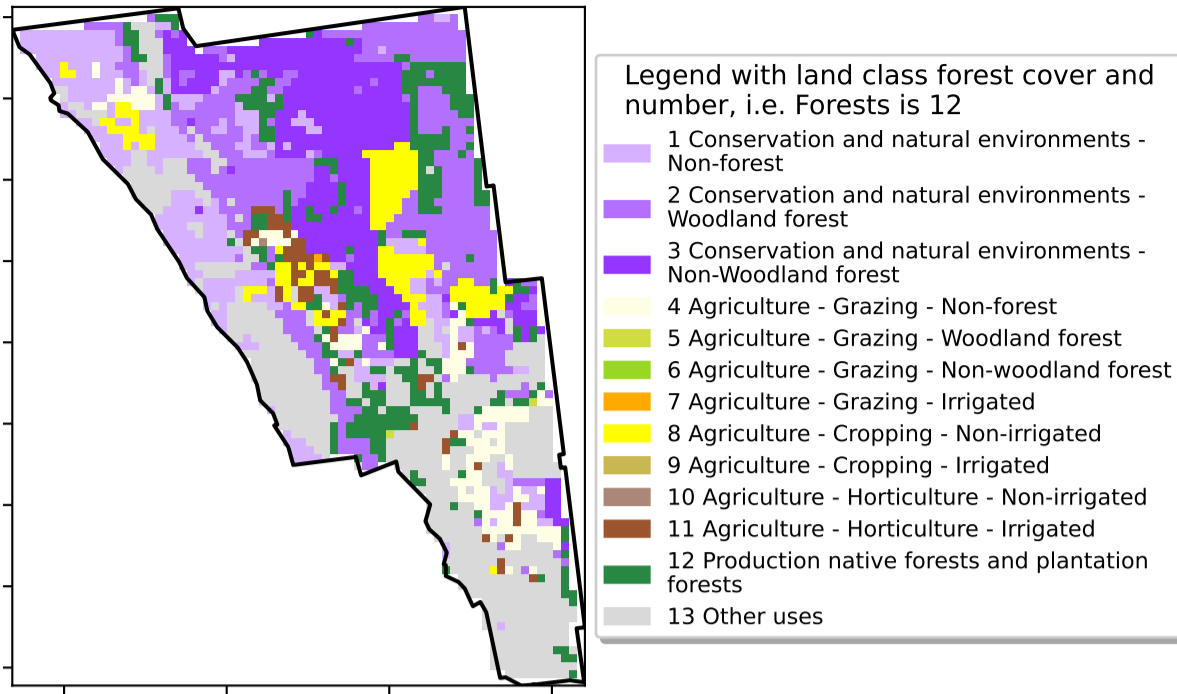 Legend with land class forest cover and
number, i.e. Forests is 12
1 Conservation and natural environments -
Non-forest
2 Conservation and natural environments -
Woodland forest
3 Conservation and natural environments -
Non-Woodland forest
4 Agriculture - Grazing - Non-forest
5 Agriculture - Grazing - Woodland forest
6 Agriculture - Grazing - Non-woodland forest
7 Agriculture - Grazing - Irrigated
8 Agriculture - Cropping - Non-irrigated
9 Agriculture - Cropping - Irrigated
10 Agriculture - Horticulture - Non-irrigated
11 Agriculture - Horticulture - Irrigated
12 Production native forests and plantation
forests
13 Other uses